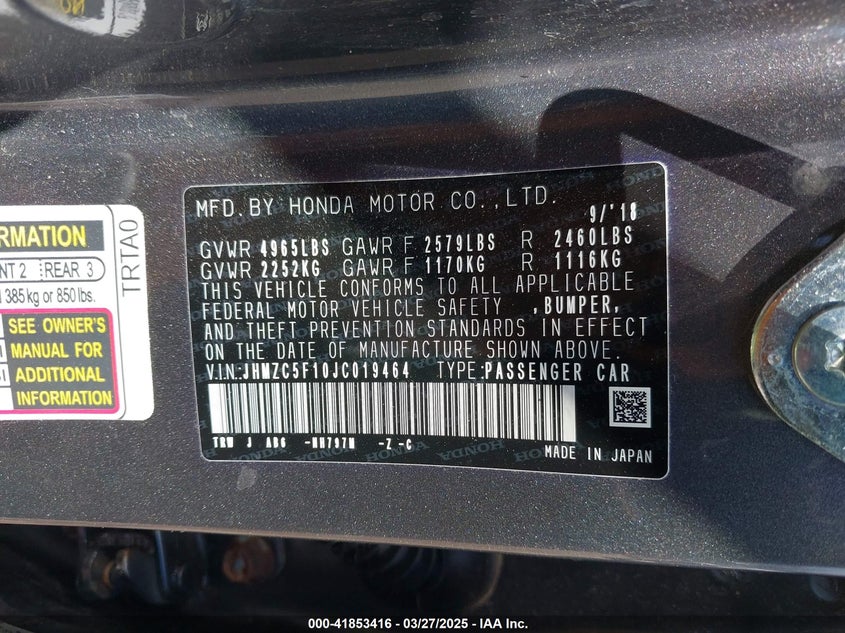 MFD. BY HONDA MOTOR CO., LTD. 9/'18
GVWR 4965LBS GAWR F 2579LBS R 2460LBS
GVWR 2252KG GAWR F 1170KG R 1116KG
THIS VEHICLE CONFORMS TO ALL APPLICABLE
FEDERAL MOTOR VEHICLE SAFETY ,BUMPER,
AND THEFT PREVENTION STANDARDS IN EFFECT
ON THE DATE OF MANUFACTURE SHOWN ABOVE.
V.I.N.:JHMZC5F10JC019464 TYPE:PASSENGER CAR
TRW J AB6 -NH797M -Z -C
MADE IN JAPAN
RMATION
NT 2 REAR 3
385 kg or 850 lbs.
SEE OWNER'S
MANUAL FOR
ADDITIONAL
INFORMATION
TRTA0
000-41853416 - 03/27/2025 - IAA Inc.